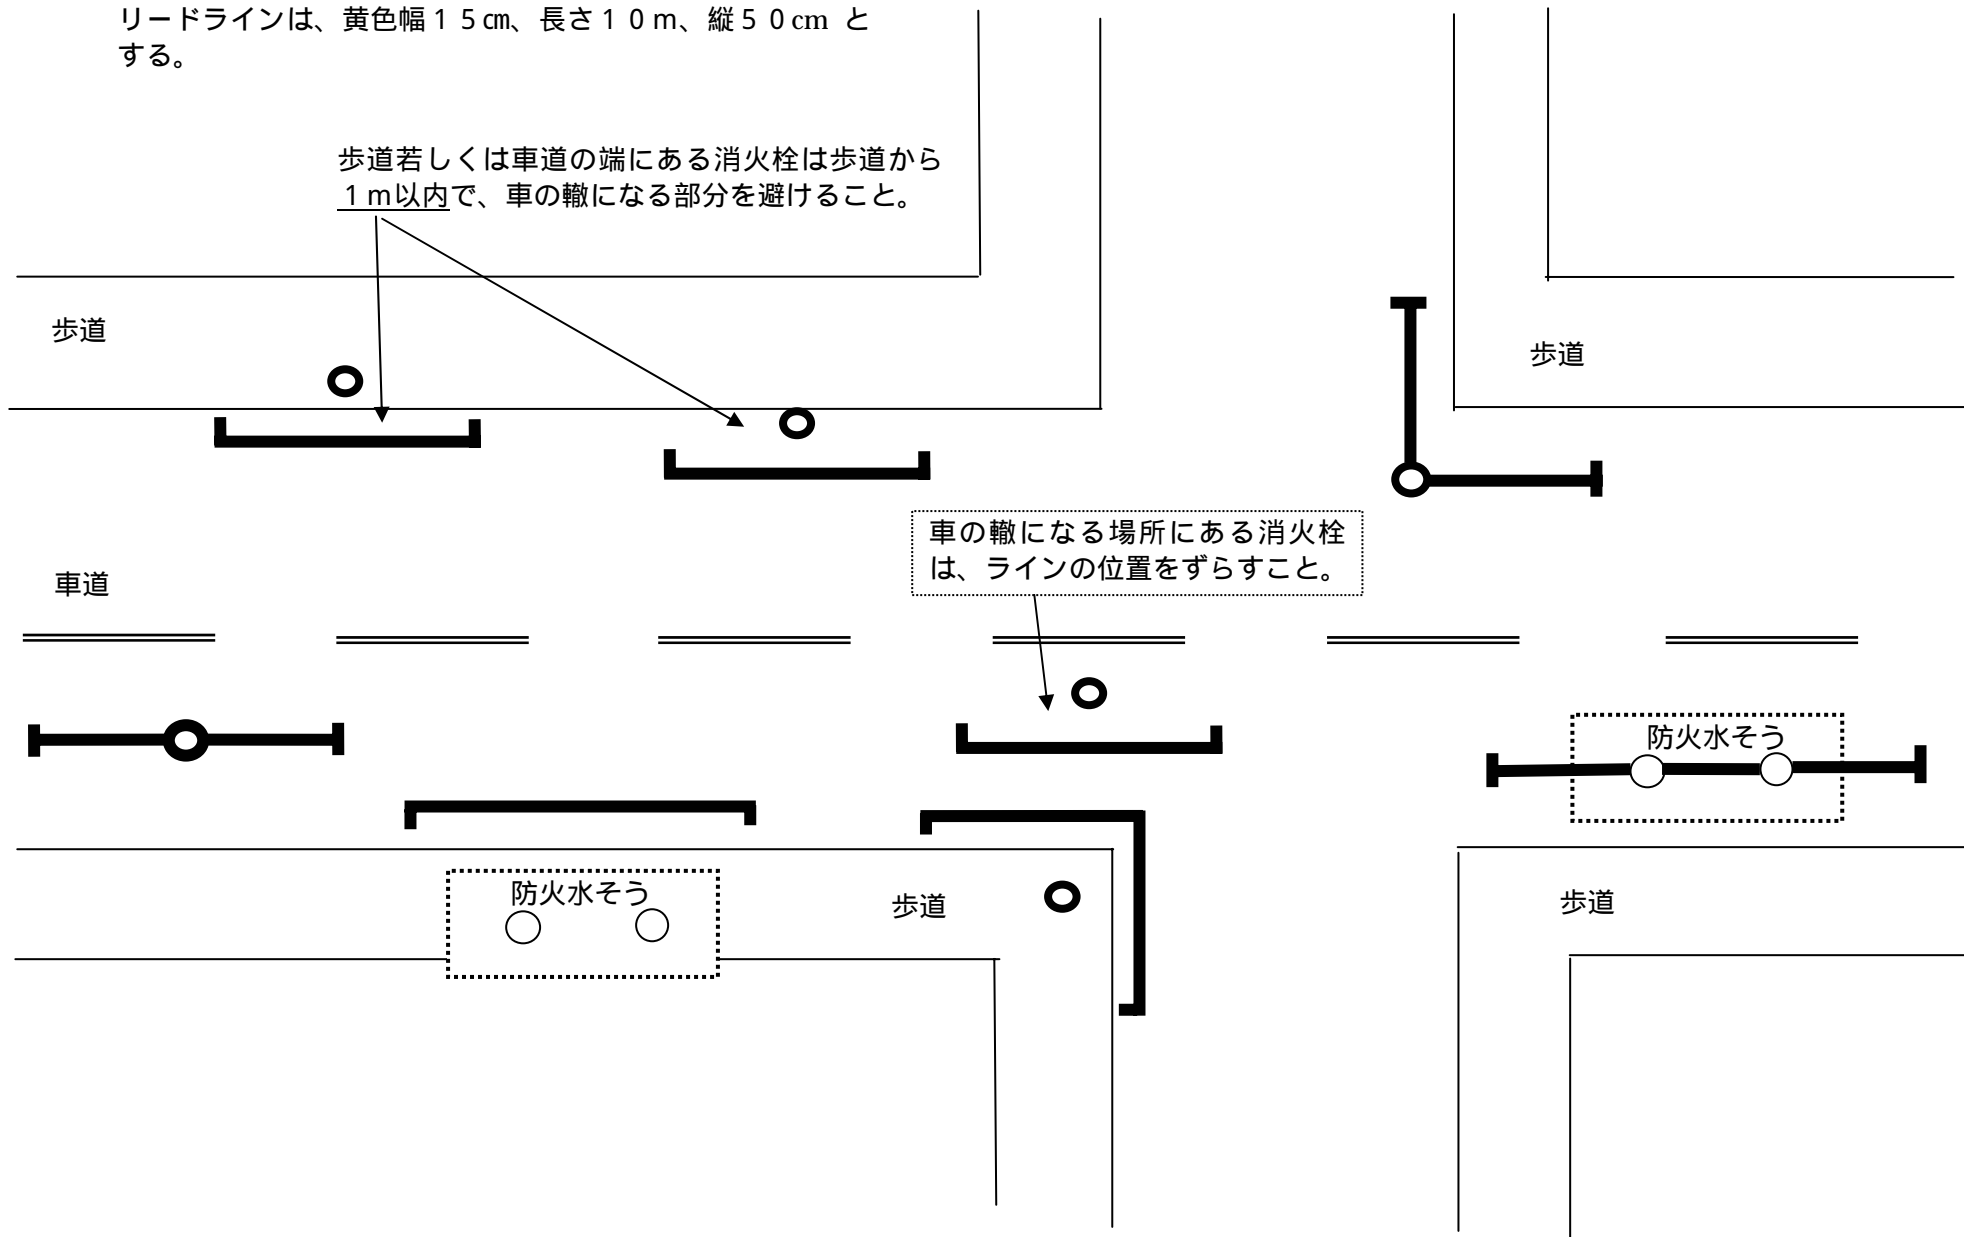 リードラインは、黄色幅１５㎝、長さ１０ｍ、縦５０cm と
する。
歩道若しくは車道の端にある消火栓は歩道から
１ｍ以内で、車の轍になる部分を避けること。
歩道
歩道
車の轍になる場所にある消火栓
は、ラインの位置をずらすこと。
車道
防火水そう
防火水そう
歩道
歩道